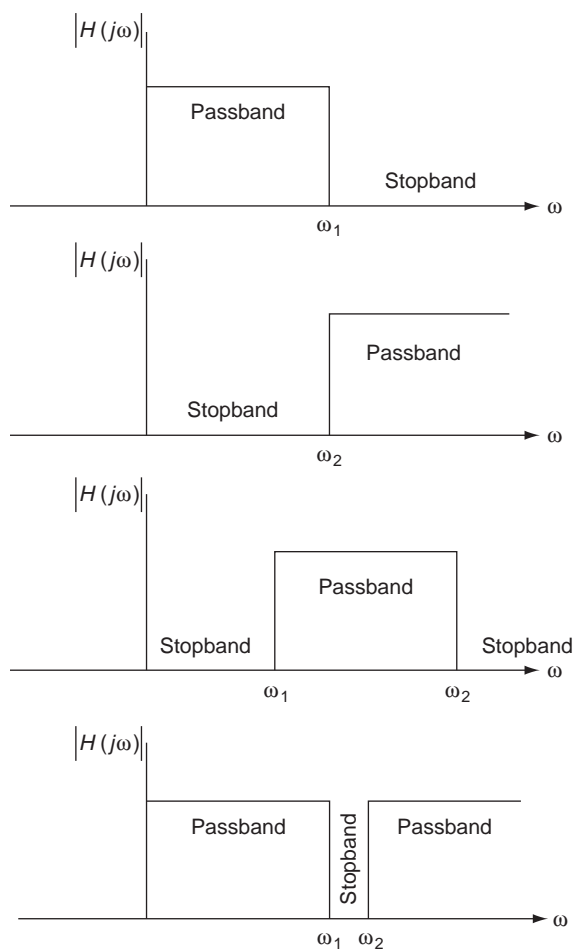 |H(jω)|
Passband
Stopband
ω
ω1
|H(jω)|
Passband
Stopband
ω
ω2
|H(jω)|
Passband
Stopband
Stopband
ω
ω1
ω2
|H(jω)|
Passband
Stopband
Passband
ω
ω1
ω2